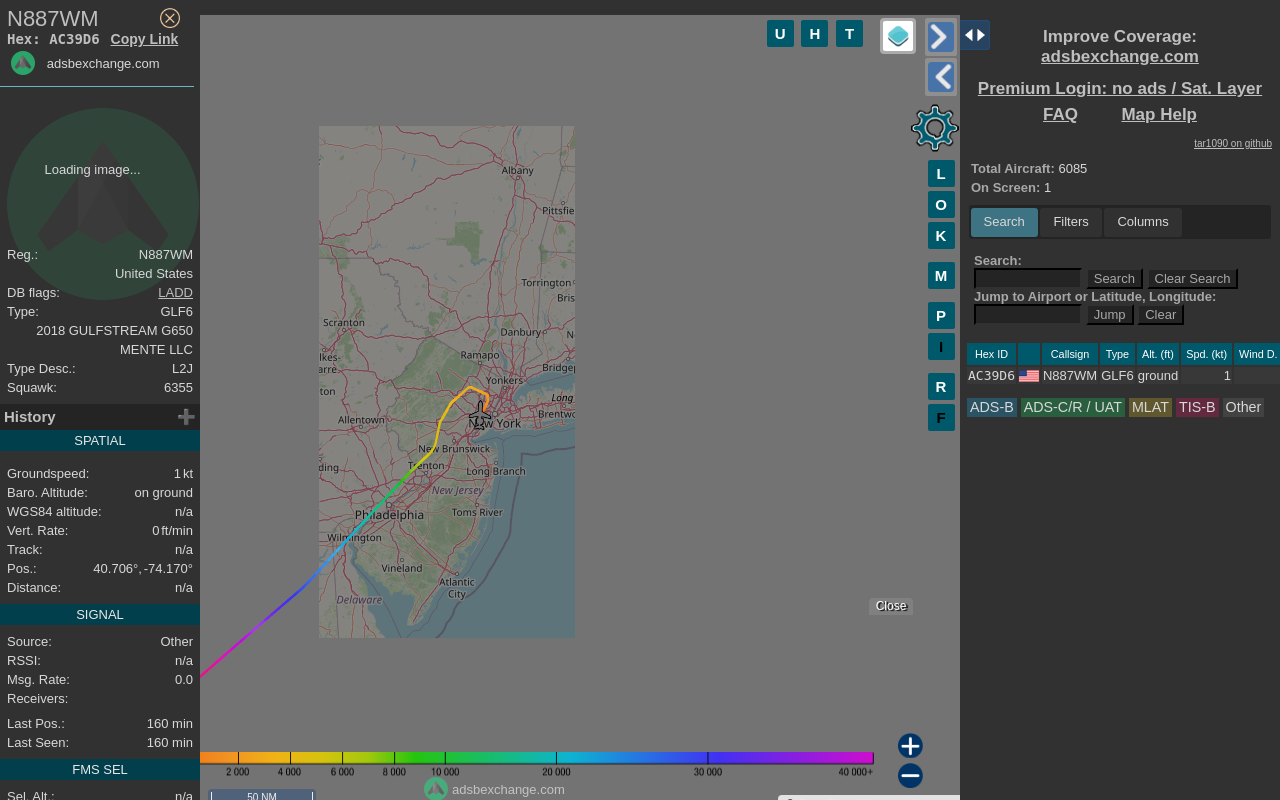 N887WM
Hex: AC39D6 Copy Link
adsbexchange.com
Loading image...
Reg.: N887WM
United States
DB flags: LADD
Type: GLF6
2018 GULFSTREAM G650
MENTE LLC
Type Desc.: L2J
Squawk: 6355
History
SPATIAL
Groundspeed: 1 kt
Baro. Altitude: on ground
WGS84 altitude: n/a
Vert. Rate: 0 ft/min
Track: n/a
Pos.: 40.706°, -74.170°
Distance: n/a
SIGNAL
Source: Other
RSSI: n/a
Msg. Rate: 0.0
Receivers:
Last Pos.: 160 min
Last Seen: 160 min
FMS SEL
Sel. Alt.: n/a
U H T
L
O
K
M
P
I
R
F
Albany
Pittsfie
Torrington
Bris
Scranton
Danbury
N
lkes-
arre
Ramapo
Bridgep
Yonkers
ton
Long
Allentown
Brentwo
New York
New Brunswick
ding
Trenton
Long Branch
New Jersey
Philadelphia
Toms River
Wilmington
Vineland
Atlantic
City
Delaware
Close
2 000 4 000 6 000 8 000 10 000 20 000 30 000 40 000+
50 NM
adsbexchange.com
Improve Coverage:
adsbexchange.com
Premium Login: no ads / Sat. Layer
FAQ Map Help
tar1090 on github
Total Aircraft: 6085
On Screen: 1
Search Filters Columns
Search:
Search Clear Search
Jump to Airport or Latitude, Longitude:
Jump Clear
Hex ID Callsign Type Alt. (ft) Spd. (kt) Wind D.
AC39D6 N887WM GLF6 ground 1
ADS-B ADS-C/R / UAT MLAT TIS-B Other